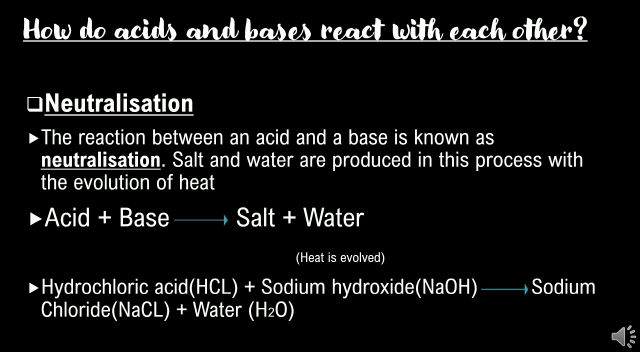 How do acids and bases react with each other?
❑Neutralisation
▶The reaction between an acid and a base is known as
neutralisation. Salt and water are produced in this process with
the evolution of heat
▶Acid + Base ⟶ Salt + Water
(Heat is evolved)
▶Hydrochloric acid(HCL) + Sodium hydroxide(NaOH) ⟶ Sodium
Chloride(NaCL) + Water (H₂O)